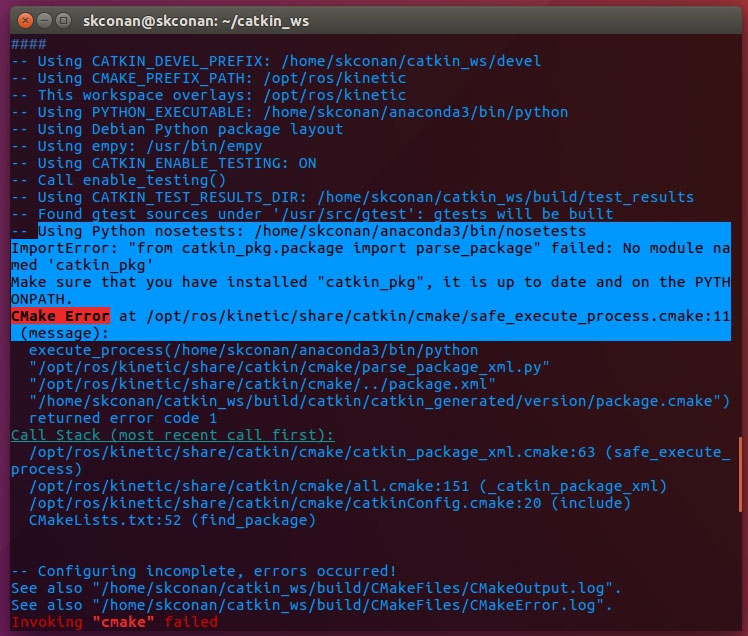 skconan@skconan: ~/catkin_ws
####
-- Using CATKIN_DEVEL_PREFIX: /home/skconan/catkin_ws/devel
-- Using CMAKE_PREFIX_PATH: /opt/ros/kinetic
-- This workspace overlays: /opt/ros/kinetic
-- Using PYTHON_EXECUTABLE: /home/skconan/anaconda3/bin/python
-- Using Debian Python package layout
-- Using empy: /usr/bin/empy
-- Using CATKIN_ENABLE_TESTING: ON
-- Call enable_testing()
-- Using CATKIN_TEST_RESULTS_DIR: /home/skconan/catkin_ws/build/test_results
-- Found gtest sources under '/usr/src/gtest': gtests will be built
-- Using Python nosetests: /home/skconan/anaconda3/bin/nosetests
ImportError: "from catkin_pkg.package import parse_package" failed: No module na
med 'catkin_pkg'
Make sure that you have installed "catkin_pkg", it is up to date and on the PYTH
ONPATH.
CMake Error at /opt/ros/kinetic/share/catkin/cmake/safe_execute_process.cmake:11
 (message):
  execute_process(/home/skconan/anaconda3/bin/python
  "/opt/ros/kinetic/share/catkin/cmake/parse_package_xml.py"
  "/opt/ros/kinetic/share/catkin/cmake/../package.xml"
  "/home/skconan/catkin_ws/build/catkin/catkin_generated/version/package.cmake")
  returned error code 1
Call Stack (most recent call first):
  /opt/ros/kinetic/share/catkin/cmake/catkin_package_xml.cmake:63 (safe_execute_
process)
  /opt/ros/kinetic/share/catkin/cmake/all.cmake:151 (_catkin_package_xml)
  /opt/ros/kinetic/share/catkin/cmake/catkinConfig.cmake:20 (include)
  CMakeLists.txt:52 (find_package)
-- Configuring incomplete, errors occurred!
See also "/home/skconan/catkin_ws/build/CMakeFiles/CMakeOutput.log".
See also "/home/skconan/catkin_ws/build/CMakeFiles/CMakeError.log".
Invoking "cmake" failed